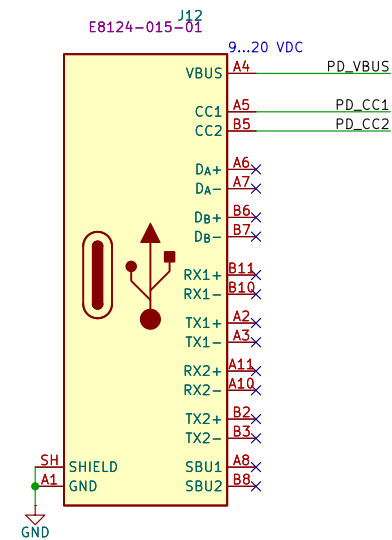 J12
E8124-015-01
9...20 VDC
VBUS A4 PD_VBUS
CC1 A5 PD_CC1
CC2 B5 PD_CC2
DA+ A6
DA- A7
DB+ B6
DB- B7
RX1+ B11
RX1- B10
TX1+ A2
TX1- A3
RX2+ A11
RX2- A10
TX2+ B2
TX2- B3
SH SHIELD SBU1 A8
A1 GND SBU2 B8
GND